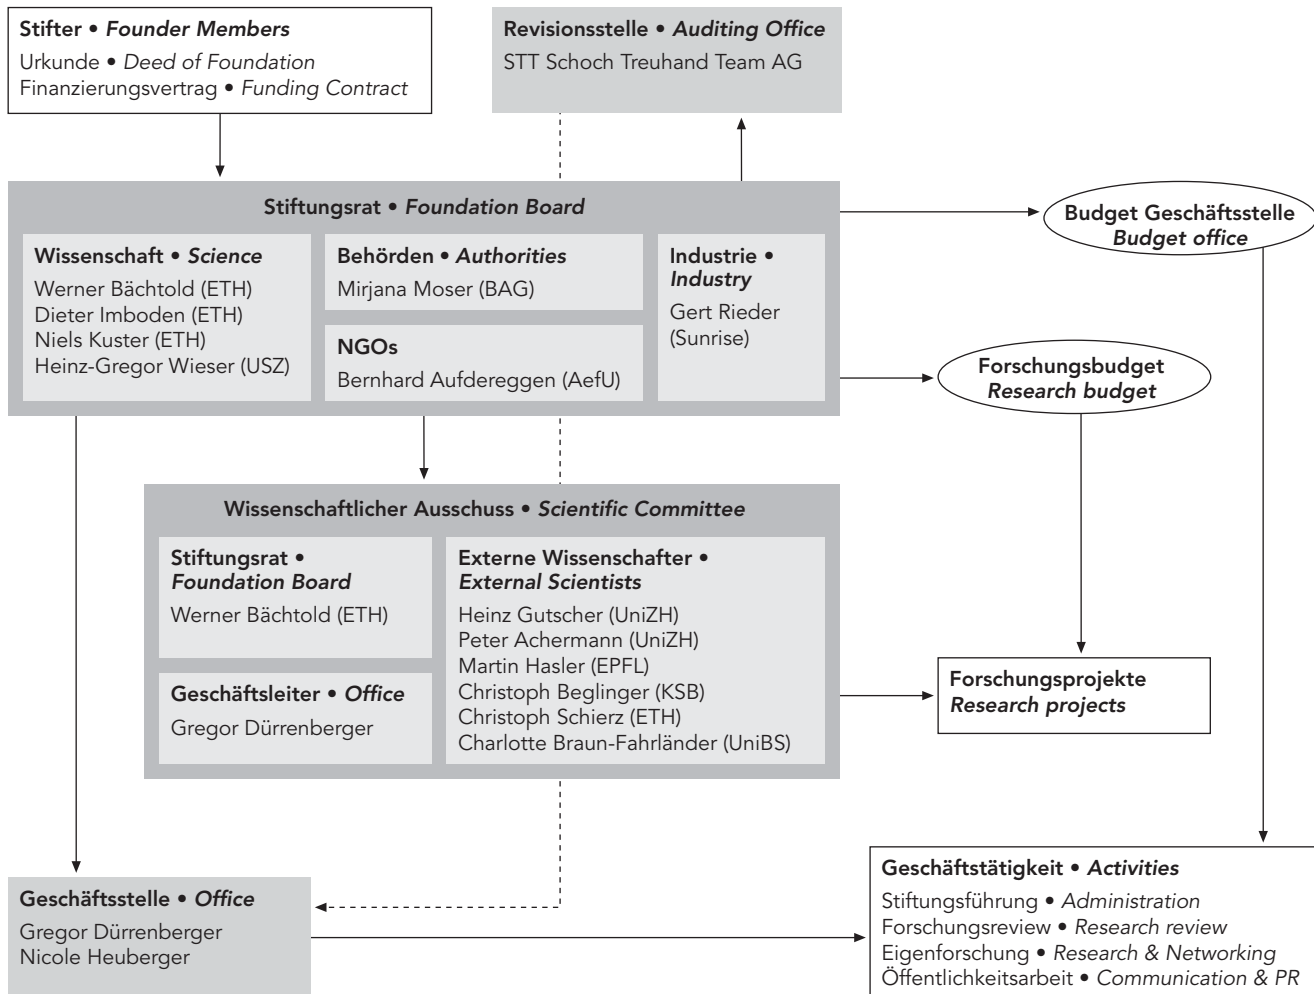 Stifter • Founder Members
Urkunde • Deed of Foundation
Finanzierungsvertrag • Funding Contract
Revisionsstelle • Auditing Office
STT Schoch Treuhand Team AG
Stiftungsrat • Foundation Board
Wissenschaft • Science
Werner Bächtold (ETH)
Dieter Imboden (ETH)
Niels Kuster (ETH)
Heinz-Gregor Wieser (USZ)
Behörden • Authorities
Mirjana Moser (BAG)
NGOs
Bernhard Aufdereggen (AefU)
Industrie •
Industry
Gert Rieder
(Sunrise)
Budget Geschäftsstelle
Budget office
Forschungsbudget
Research budget
Wissenschaftlicher Ausschuss • Scientific Committee
Stiftungsrat •
Foundation Board
Werner Bächtold (ETH)
Geschäftsleiter • Office
Gregor Dürrenberger
Externe Wissenschafter •
External Scientists
Heinz Gutscher (UniZH)
Peter Achermann (UniZH)
Martin Hasler (EPFL)
Christoph Beglinger (KSB)
Christoph Schierz (ETH)
Charlotte Braun-Fahrländer (UniBS)
Forschungsprojekte
Research projects
Geschäftsstelle • Office
Gregor Dürrenberger
Nicole Heuberger
Geschäftstätigkeit • Activities
Stiftungsführung • Administration
Forschungsreview • Research review
Eigenforschung • Research & Networking
Öffentlichkeitsarbeit • Communication & PR